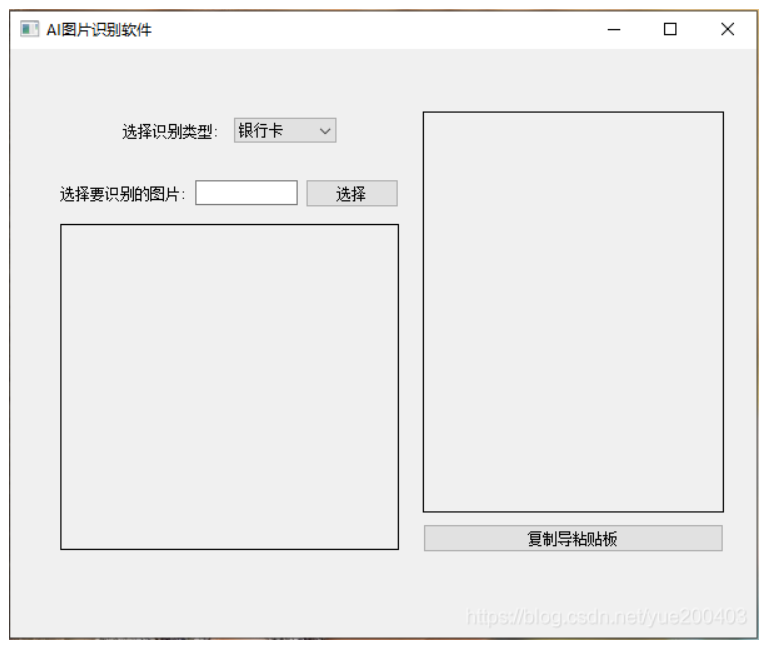 AI图片识别软件
选择识别类型：
银行卡
选择要识别的图片：
选择
复制导粘贴板
https://blog.csdn.net/yue200403